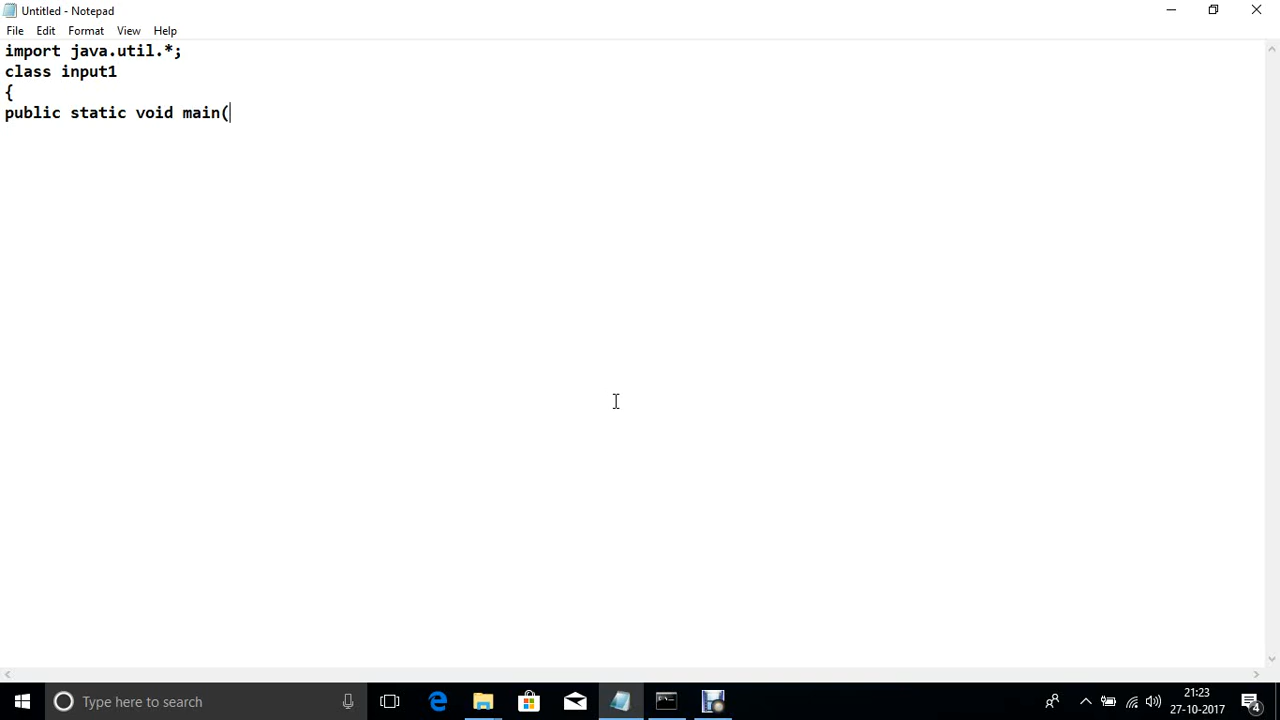 Untitled - Notepad
File Edit Format View Help
import java.util.*;
class input1
{
public static void main(
Type here to search
21:23
27-10-2017
4